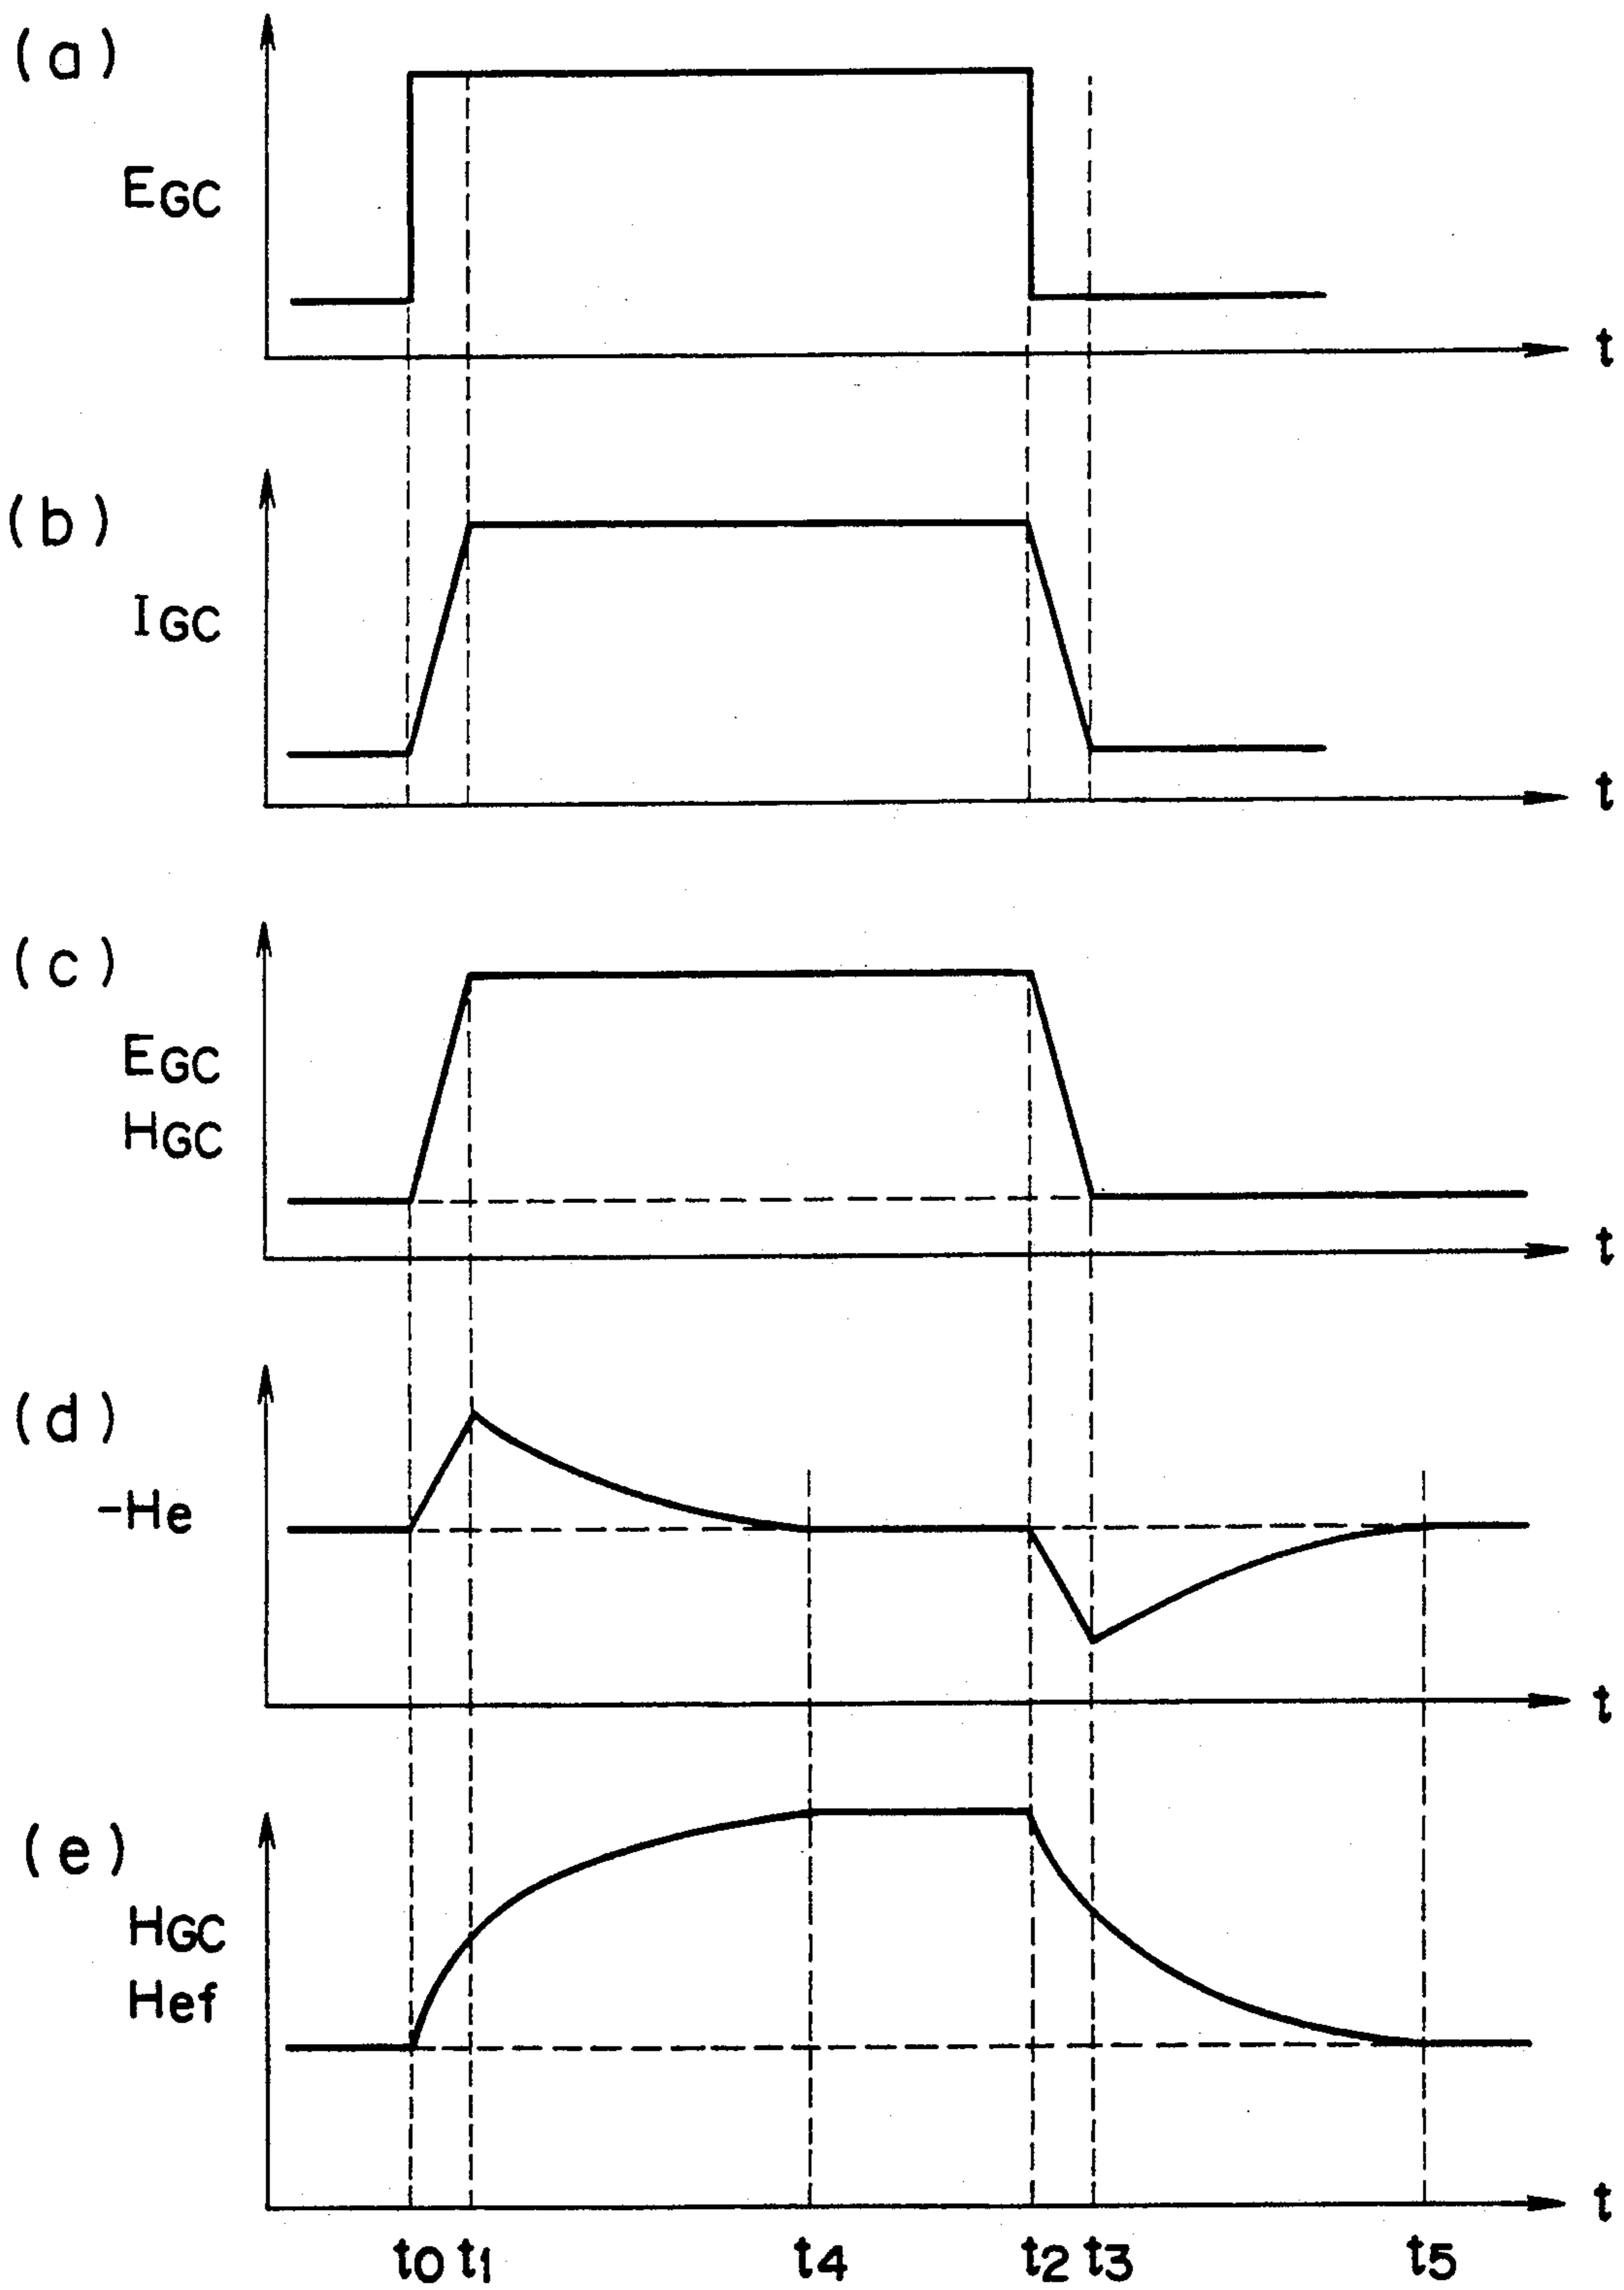 (a)
EGC
t
(b)
IGC
t
(c)
EGC
HGC
t
(d)
-He
t
(e)
HGC
Hef
t
t0 t1 t4 t2 t3 t5